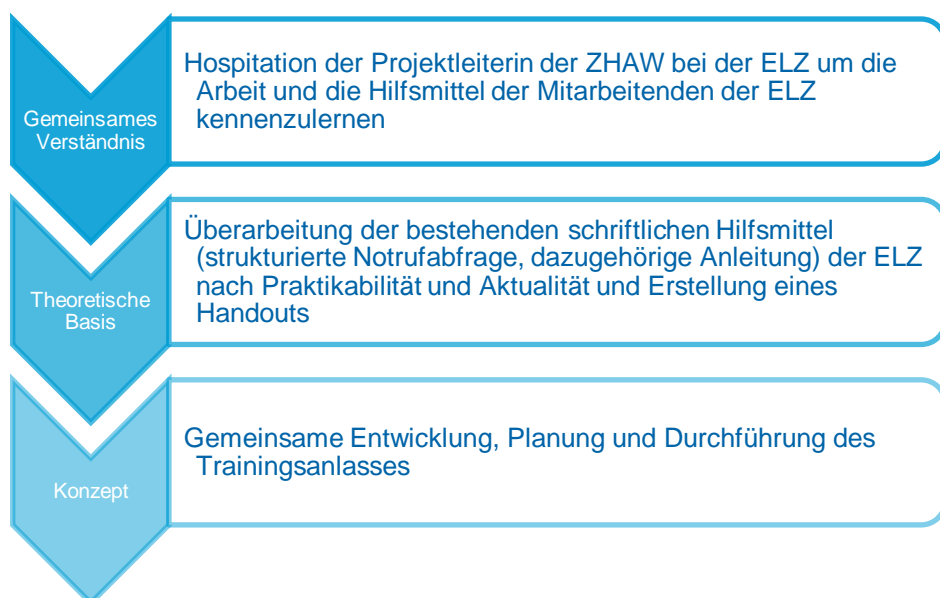 Gemeinsames
Verständnis
Hospitation der Projektleiterin der ZHAW bei der ELZ um die
Arbeit und die Hilfsmittel der Mitarbeitenden der ELZ
kennenzulernen
Theoretische
Basis
Überarbeitung der bestehenden schriftlichen Hilfsmittel
(strukturierte Notrufabfrage, dazugehörige Anleitung) der ELZ
nach Praktikabilität und Aktualität und Erstellung eines
Handouts
Konzept
Gemeinsame Entwicklung, Planung und Durchführung des
Trainingsanlasses